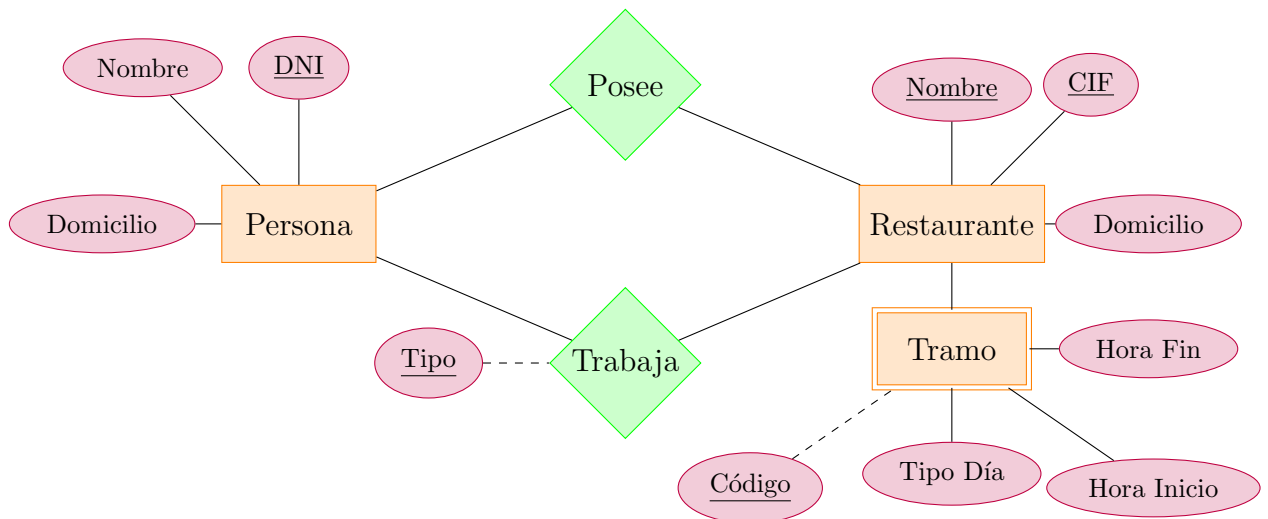 Nombre
DNI
Posee
Nombre
CIF
Domicilio
Persona
Restaurante
Domicilio
Tipo
Trabaja
Tramo
Hora Fin
Código
Tipo Día
Hora Inicio